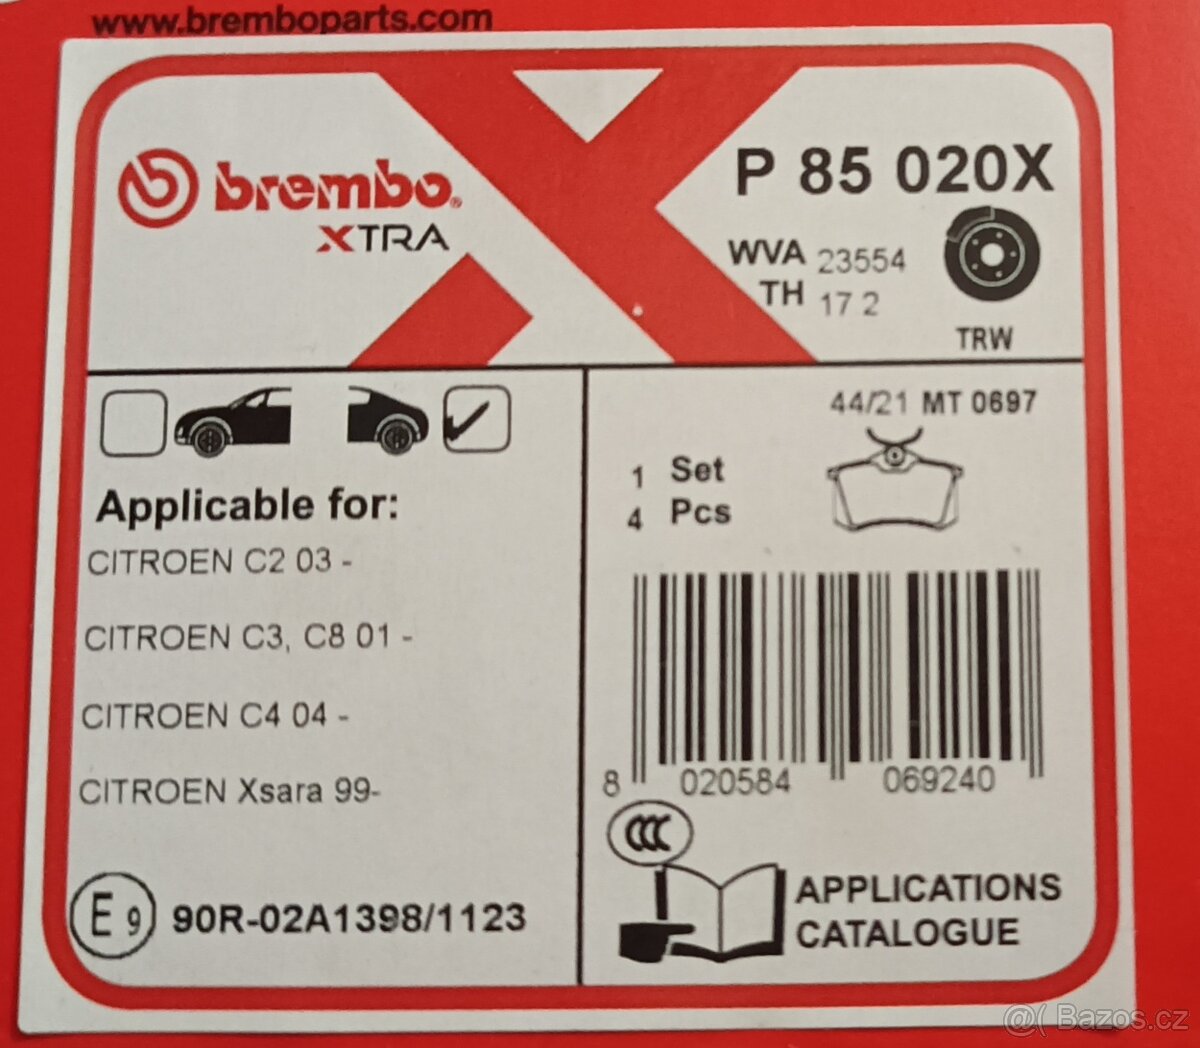 www.bremboparts.com
brembo.
XTRA
P 85 020X
WVA 23554
TH 17 2
TRW
Applicable for:
CITROEN C2 03 -
CITROEN C3, C8 01 -
CITROEN C4 04 -
CITROEN Xsara 99-
E 9 90R-02A1398/1123
44/21 MT 0697
1 Set
4 Pcs
8 020584 069240
CCC
APPLICATIONS
CATALOGUE
@( Bazos.cz